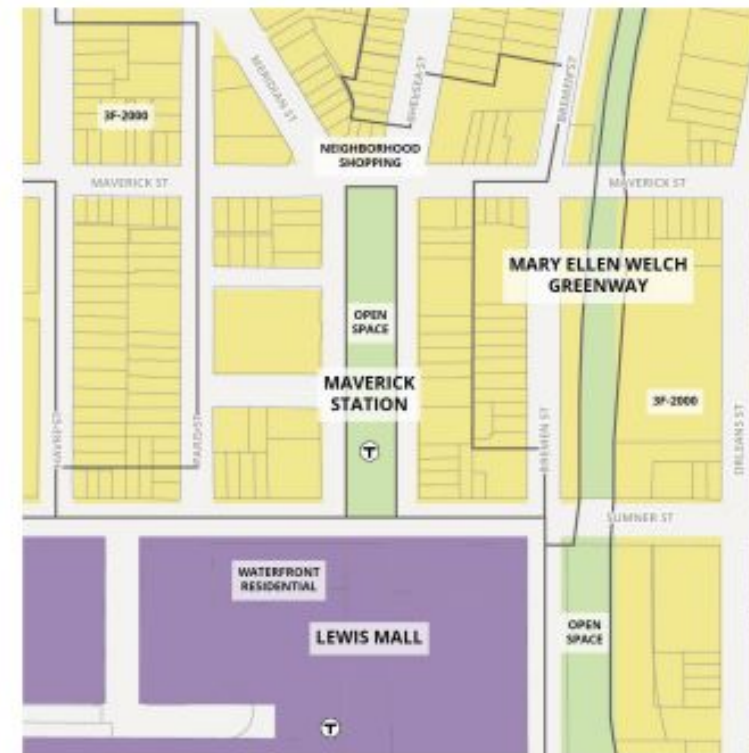 MERIDIAN ST
CHELSEA ST
BREMEN ST
3F-2000
NEIGHBORHOOD
SHOPPING
MAVERICK ST
MAVERICK ST
MARY ELLEN WELCH
GREENWAY
OPEN
SPACE
MAVERICK
STATION
3F-2000
HAVRE ST
PARIS ST
BREMEN ST
ORLEANS ST
T
SUMNER ST
WATERFRONT
RESIDENTIAL
LEWIS MALL
OPEN
SPACE
T